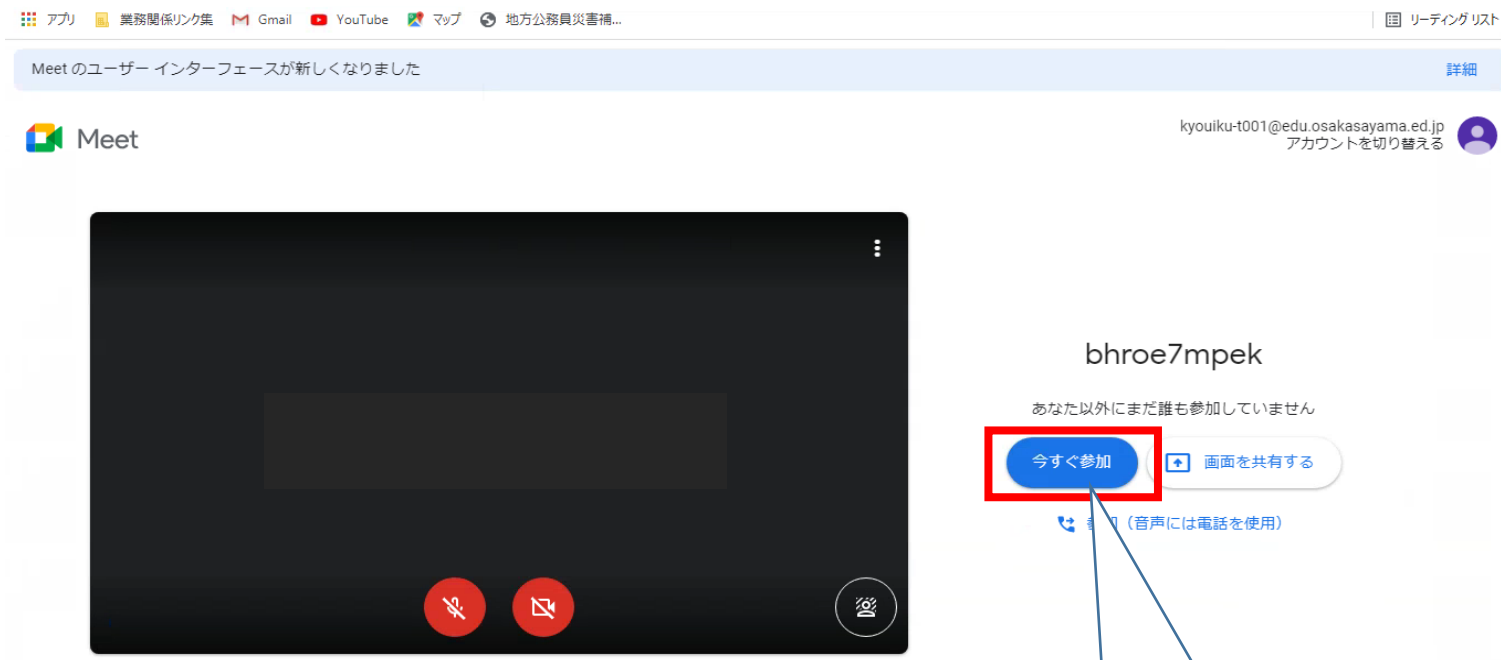 アプリ 業務関係リンク集 Gmail YouTube マップ 地方公務員災害補... リーディング リスト
Meet のユーザー インターフェースが新しくなりました 詳細
Meet
kyouiku-t001@edu.osakasayama.ed.jp
アカウントを切り替える
bhroe7mpek
あなた以外にまだ誰も参加していません
今すぐ参加 画面を共有する
(音声には電話を使用)